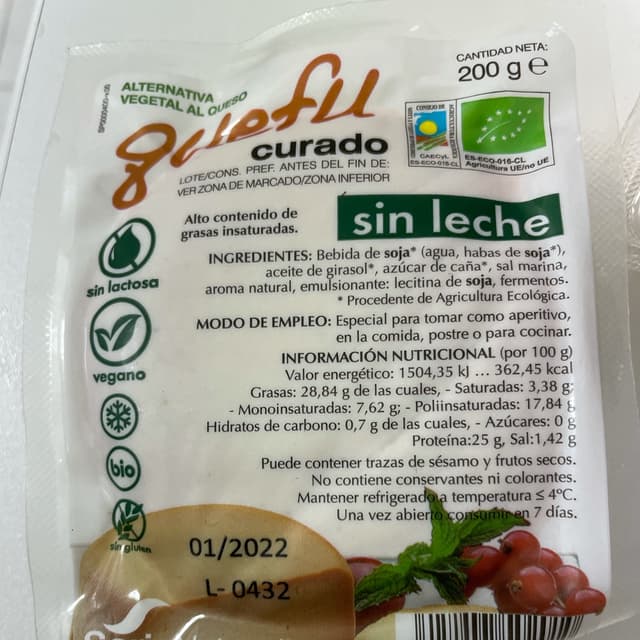 ALTERNATIVA
VEGETAL AL QUESO
quefu
curado
CANTIDAD NETA:
200 g e
LOTE/CONS. PREF. ANTES DEL FIN DE:
VER ZONA DE MARCADO/ZONA INFERIOR
CAECyL
ES-ECO-016-CL
ES-ECO-016-CL
Agricultura UE/no UE
Alto contenido de
grasas insaturadas.
sin leche
INGREDIENTES: Bebida de soja* (agua, habas de soja*),
aceite de girasol*, azúcar de caña*, sal marina,
aroma natural, emulsionante: lecitina de soja, fermentos.
* Procedente de Agricultura Ecológica.
sin lactosa
MODO DE EMPLEO: Especial para tomar como aperitivo,
en la comida, postre o para cocinar.
vegano
INFORMACIÓN NUTRICIONAL (por 100 g)
Valor energético: 1504,35 kJ ... 362,45 kcal
Grasas: 28,84 g de las cuales, - Saturadas: 3,38 g;
- Monoinsaturadas: 7,62 g; - Poliinsaturadas: 17,84 g
Hidratos de carbono: 0,7 g de las cuales, - Azúcares: 0 g
Proteína:25 g, Sal:1,42 g
bio
Puede contener trazas de sésamo y frutos secos.
No contiene conservantes ni colorantes.
Mantener refrigerado a temperatura ≤ 4ºC.
Una vez abierto consumir en 7 días.
sin gluten
01/2022
L- 0432